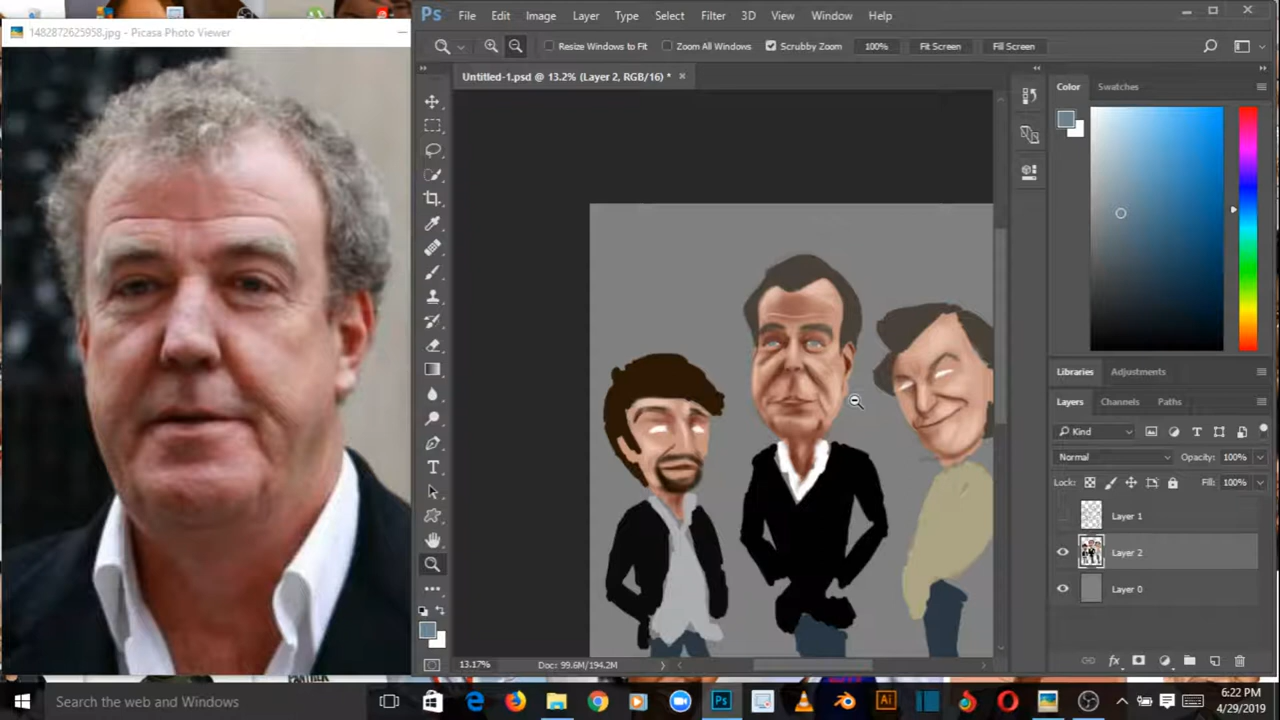 1482872625958.jpg - Picasa Photo Viewer
Ps File Edit Image Layer Type Select Filter 3D View Window Help
Resize Windows to Fit Zoom All Windows Scrubby Zoom 100% Fit Screen Fill Screen
Untitled-1.psd @ 13.2% (Layer 2, RGB/16) *
Color Swatches
Libraries Adjustments
Layers Channels Paths
Kind
Normal Opacity: 100%
Lock: Fill: 100%
Layer 1
Layer 2
Layer 0
fx
13.17% Doc: 99.6M/194.2M
Search the web and Windows
Ps
Ai
6:22 PM
4/29/2019